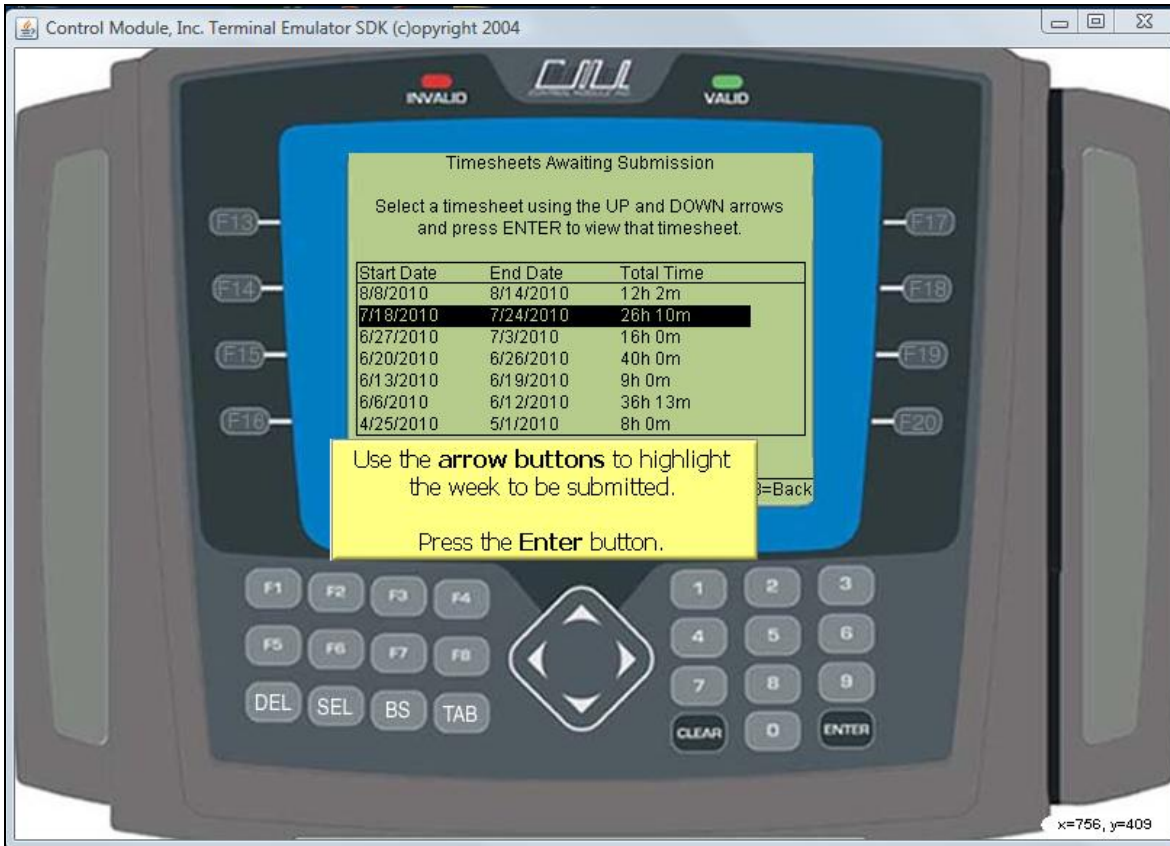 Control Module, Inc. Terminal Emulator SDK (c)opyright 2004
INVALID
CMI
VALID
Timesheets Awaiting Submission
Select a timesheet using the UP and DOWN arrows
and press ENTER to view that timesheet.
Start Date End Date Total Time
8/8/2010 8/14/2010 12h 2m
7/18/2010 7/24/2010 26h 10m
6/27/2010 7/3/2010 16h 0m
6/20/2010 6/26/2010 40h 0m
6/13/2010 6/19/2010 9h 0m
6/6/2010 6/12/2010 36h 13m
4/25/2010 5/1/2010 8h 0m
=Back
F13
F14
F15
F16
F17
F18
F19
F20
Use the arrow buttons to highlight
the week to be submitted.
Press the Enter button.
F1 F2 F3 F4
F5 F6 F7 F8
DEL SEL BS TAB
1 2 3
4 5 6
7 8 9
CLEAR 0 ENTER
x=756, y=409